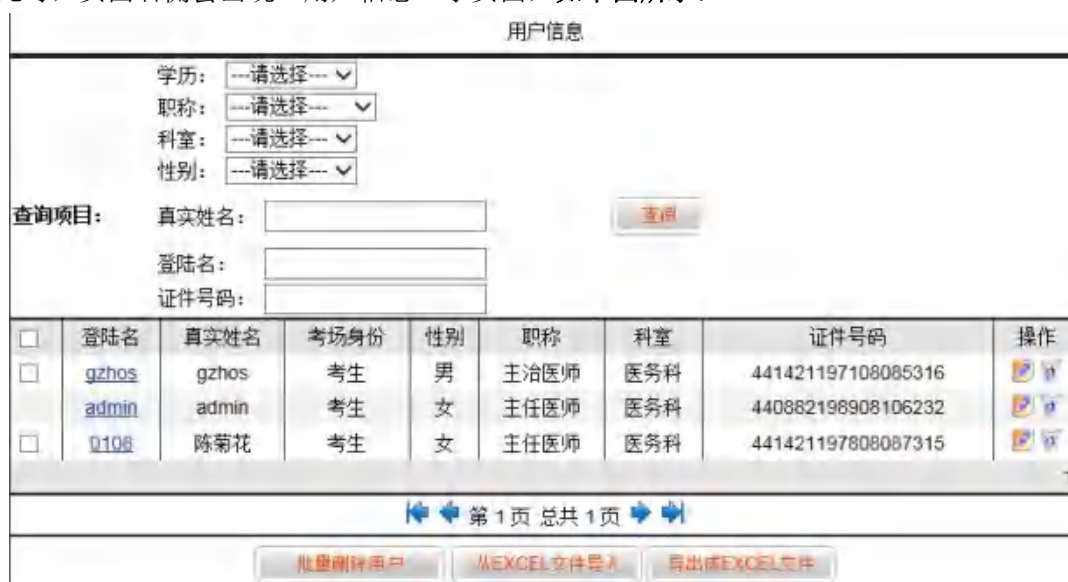 用户信息
学历： ---请选择---
职称： ---请选择---
科室： ---请选择---
性别： ---请选择---
查询项目： 真实姓名： 查询
登陆名：
证件号码：
登陆名 真实姓名 考场身份 性别 职称 科室 证件号码 操作
gzhos gzhos 考生 男 主治医师 医务科 441421197108085316
admin admin 考生 女 主任医师 医务科 440882198908106232
0108 陈菊花 考生 女 主任医师 医务科 441421197808087315
第 1 页 总共 1 页
批量删除用户 从EXCEL文件导入 导出成EXCEL文件